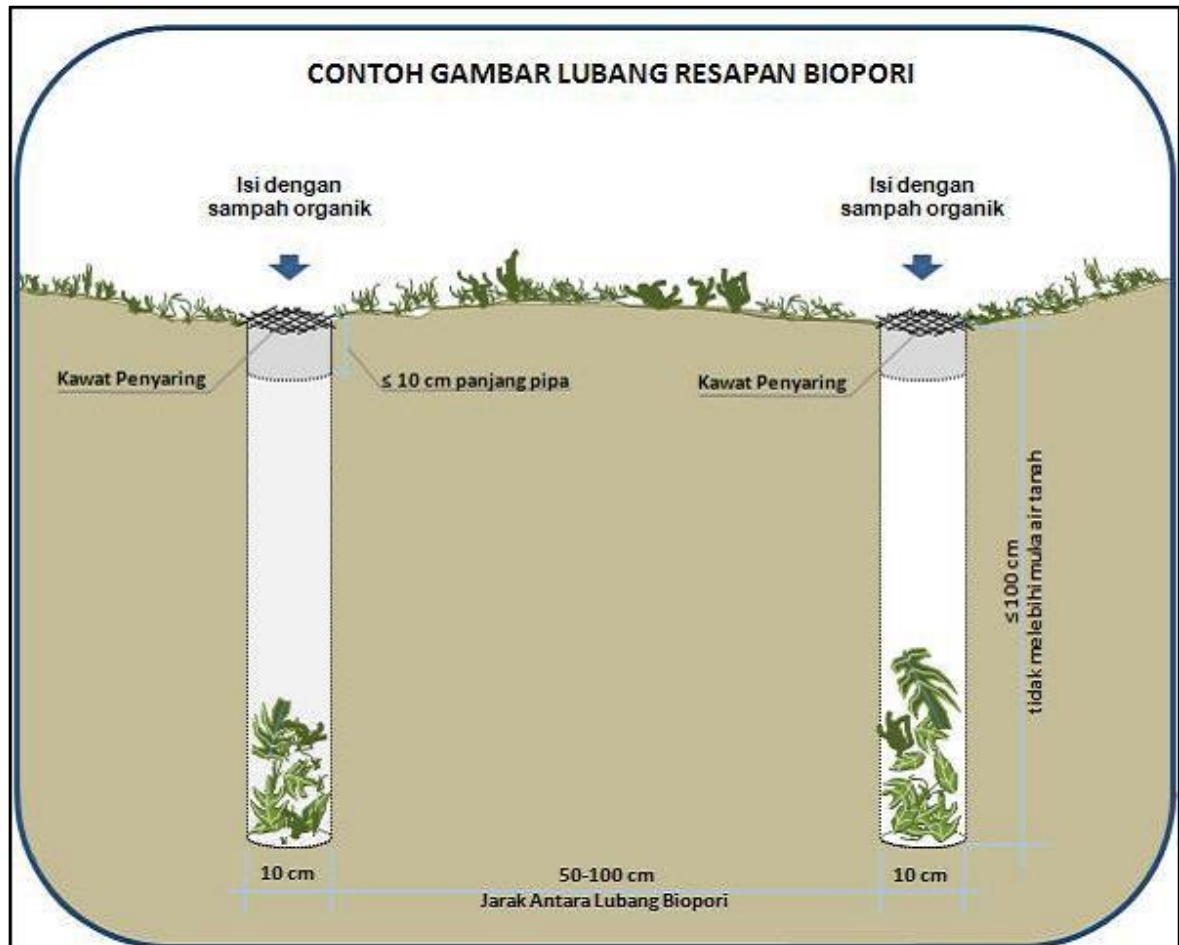 CONTOH GAMBAR LUBANG RESAPAN BIOPORI
Isi dengan
sampah organik
Isi dengan
sampah organik
Kawat Penyaring
≤ 10 cm panjang pipa
Kawat Penyaring
≤ 100 cm
tidak melebihi muka air tanah
10 cm
50-100 cm
10 cm
Jarak Antara Lubang Biopori